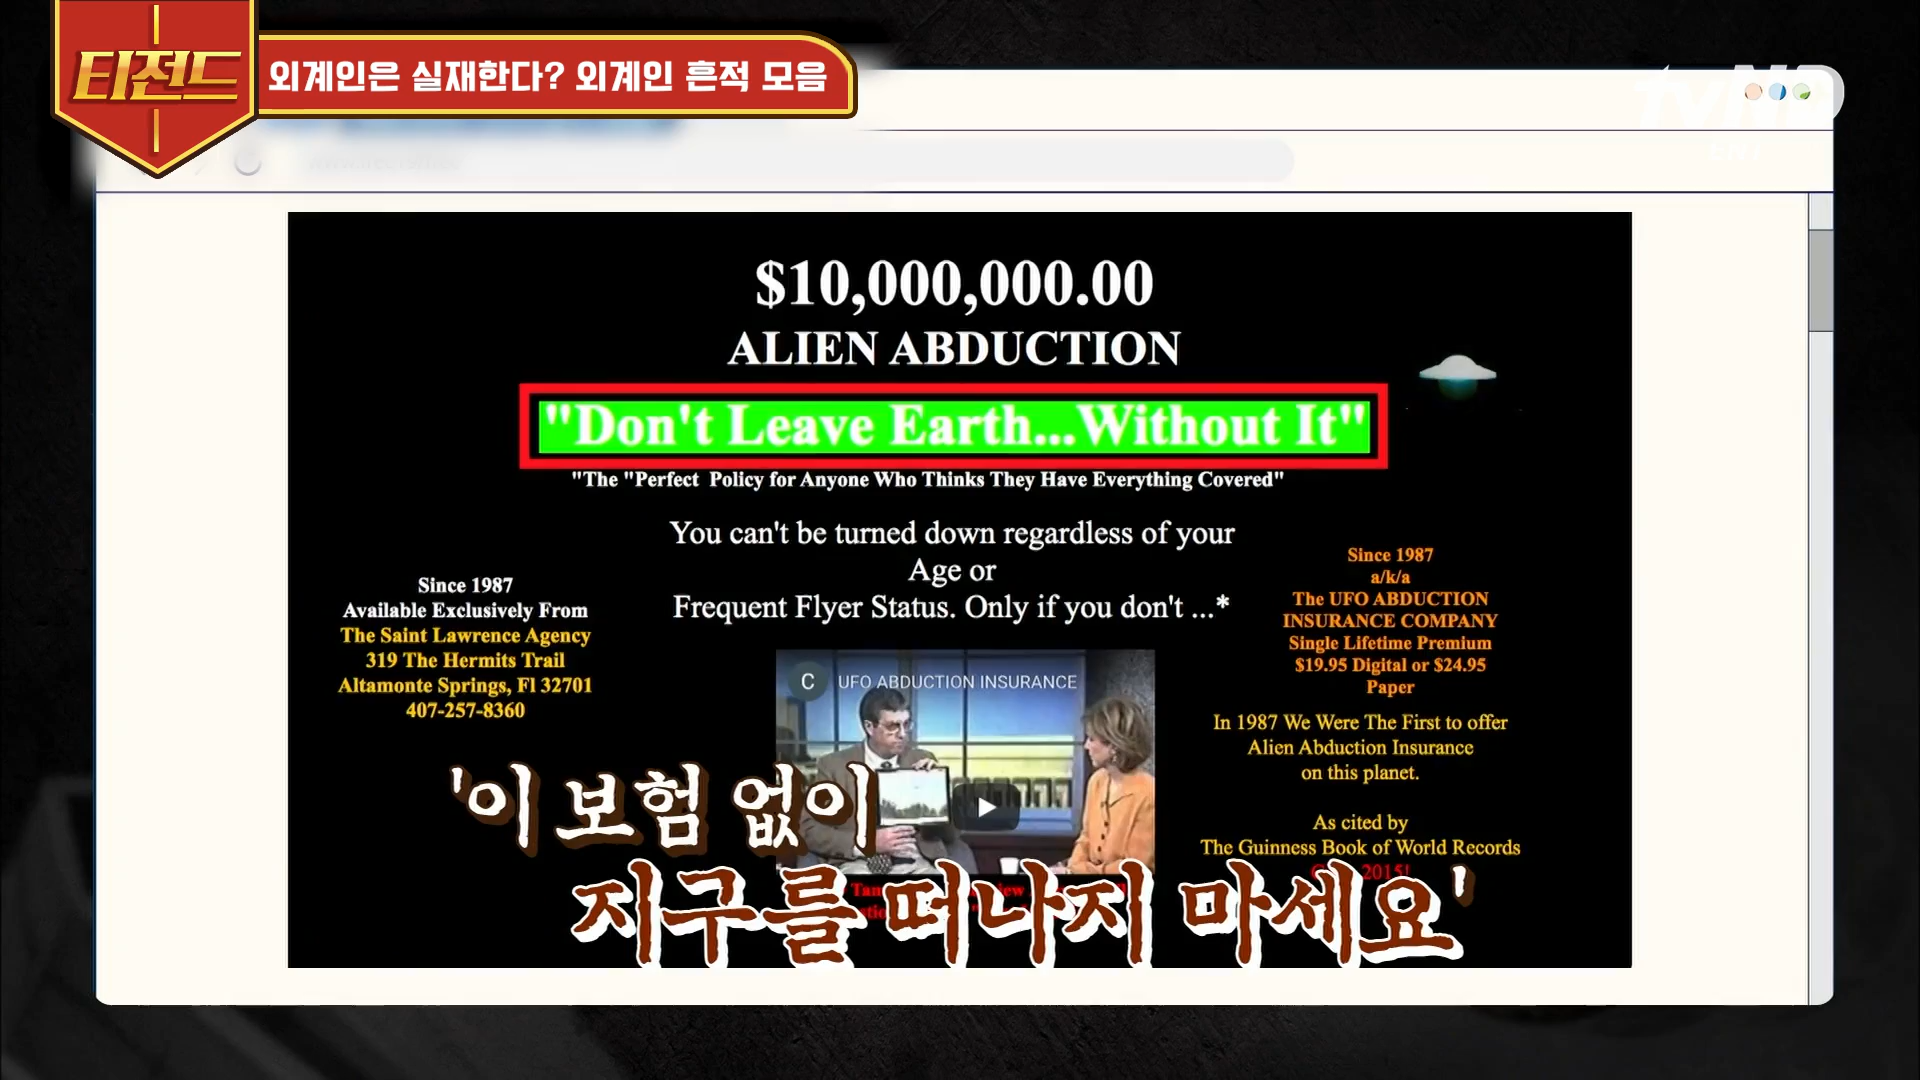 티전드
외계인은 실재한다? 외계인 흔적 모음
tvN
$10,000,000.00
ALIEN ABDUCTION
"Don't Leave Earth...Without It"
"The "Perfect Policy for Anyone Who Thinks They Have Everything Covered"
You can't be turned down regardless of your
Age or
Frequent Flyer Status. Only if you don't ...*
Since 1987
Available Exclusively From
The Saint Lawrence Agency
319 The Hermits Trail
Altamonte Springs, Fl 32701
407-257-8360
C UFO ABDUCTION INSURANCE
Since 1987
a/k/a
The UFO ABDUCTION
INSURANCE COMPANY
Single Lifetime Premium
$19.95 Digital or $24.95
Paper
In 1987 We Were The First to offer
Alien Abduction Insurance
on this planet.
As cited by
The Guinness Book of World Records
2015!
'이 보험 없이
지구를 떠나지 마세요'